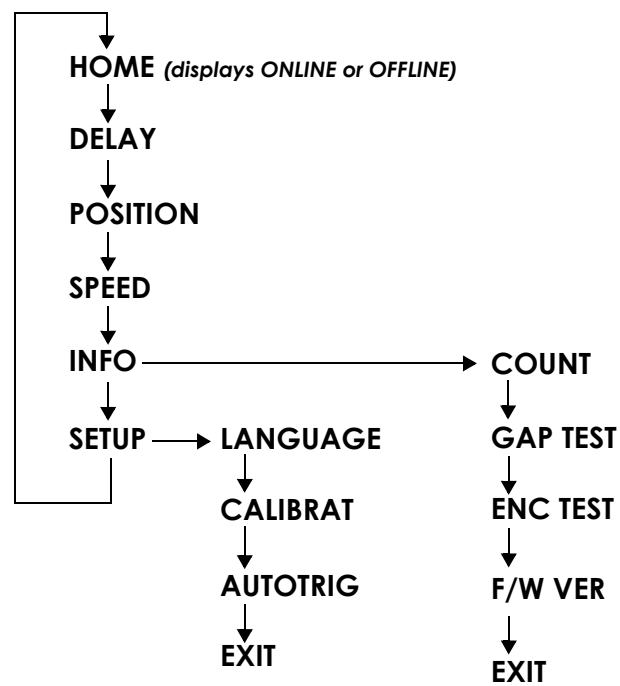 HOME (displays ONLINE or OFFLINE)
DELAY
POSITION
SPEED
INFO
COUNT
SETUP
LANGUAGE
GAP TEST
CALIBRAT
ENC TEST
AUTOTRIG
F/W VER
EXIT
EXIT